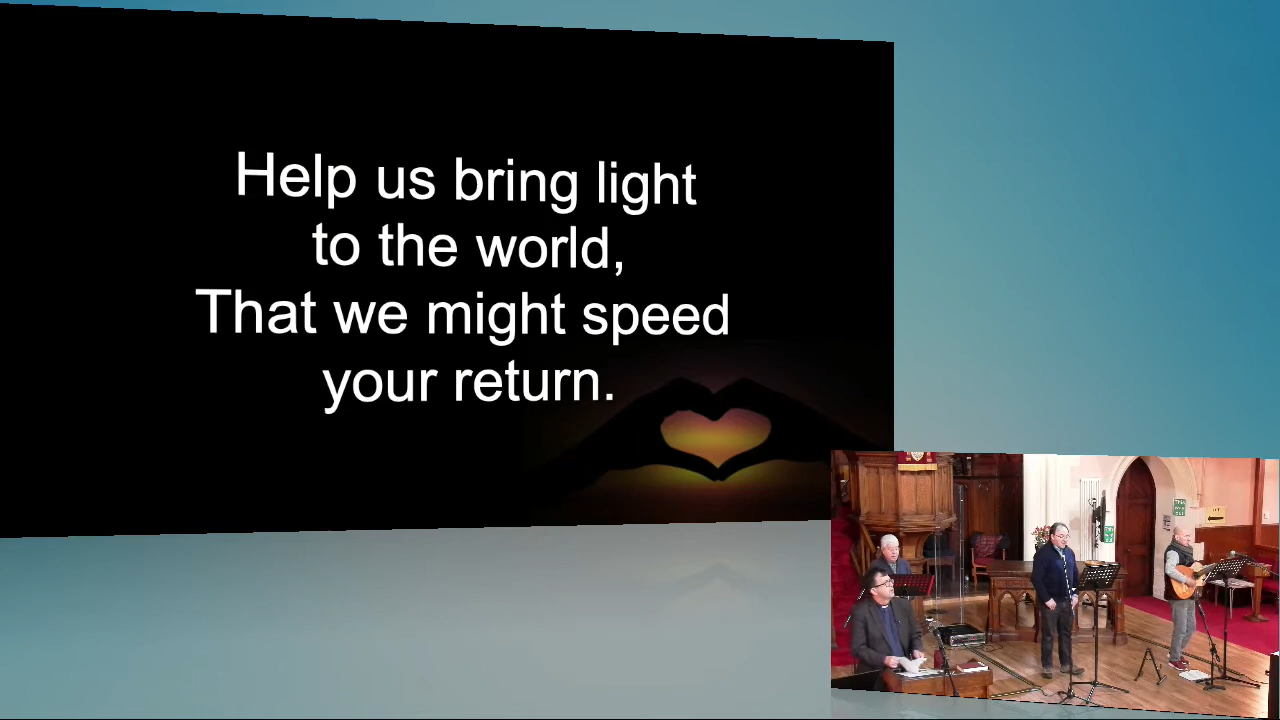 Help us bring light
to the world,
That we might speed
your return.